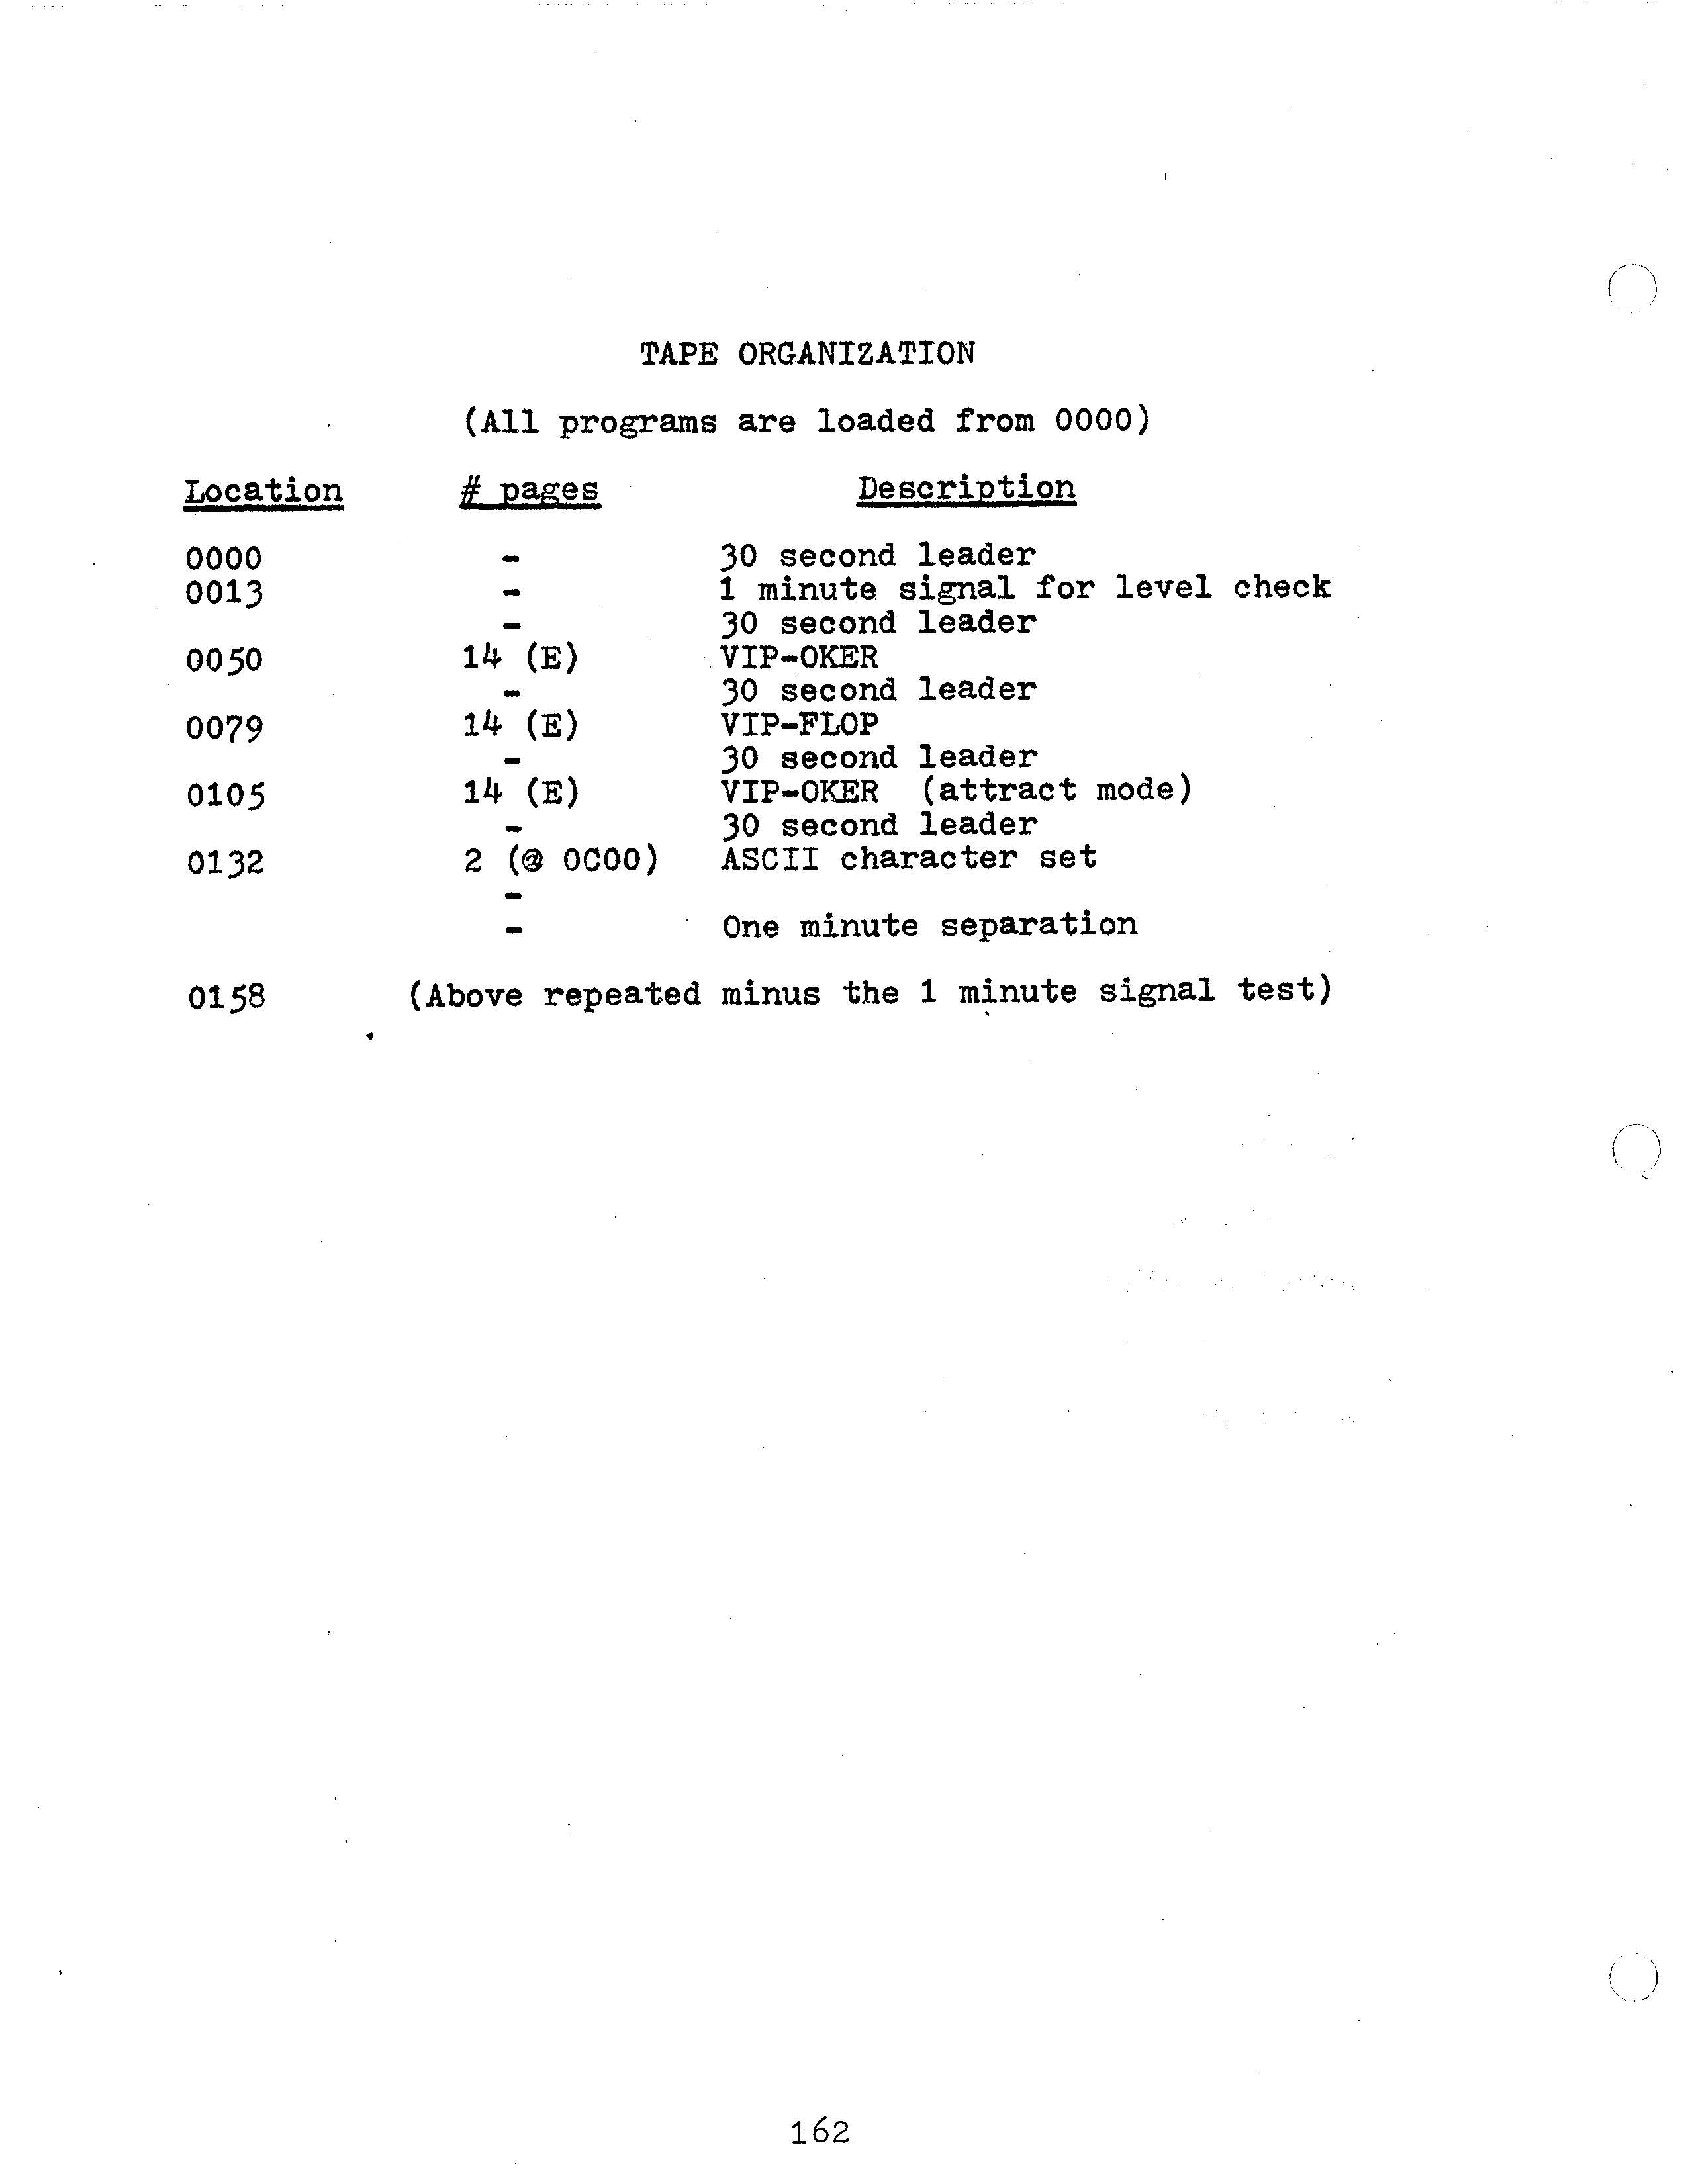 TAPE ORGANIZATION
(All programs are loaded from 0000)
Location # pages Description
0000 - 30 second leader
0013 - 1 minute signal for level check
- 30 second leader
0050 14 (E) VIP-OKER
- 30 second leader
0079 14 (E) VIP-FLOP
- 30 second leader
0105 14 (E) VIP-OKER (attract mode)
- 30 second leader
0132 2 (@ 0C00) ASCII character set
-
- One minute separation
0158 (Above repeated minus the 1 minute signal test)
162